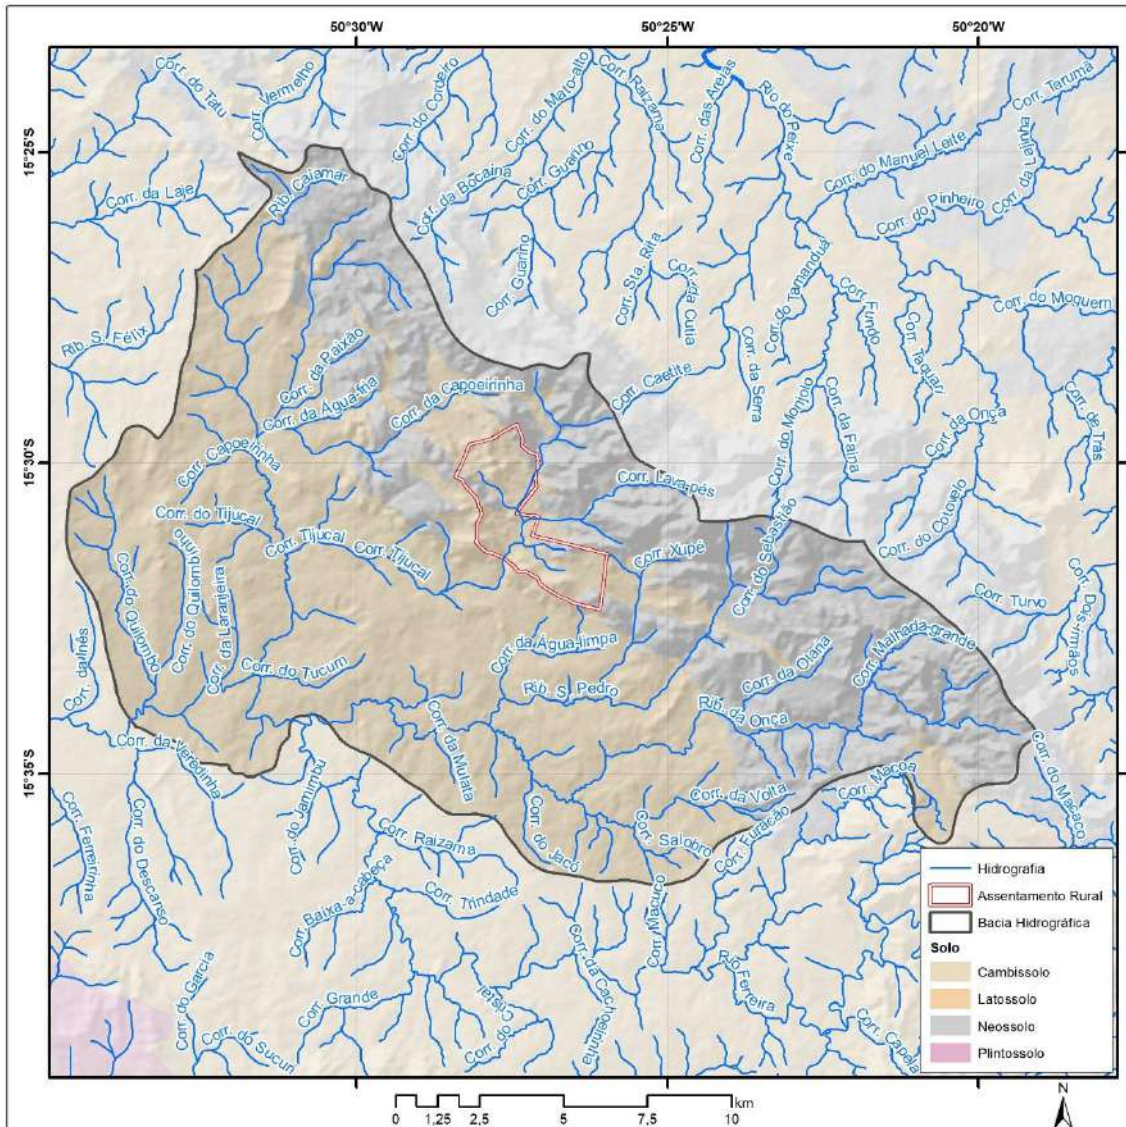 50°30'W 50°25'W 50°20'W
15°25'S
15°30'S
15°35'S
Corr. do Tatu
Corr. Vermelho
Corr. do Cordeiro
Corr. do Mato-alto
Corr. Raizama
Corr. das Areias
Rio do Peixe
Corr. Tarumã
Corr. da Laje
Rib. Caiamar
Corr. da Bocaina
Corr. Guarino
Corr. do Manuel Leite
Corr. do Pinheiro
Corr. da Lajinha
Corr. Guarino
Corr. Sta. Rita
Corr. da Cutia
Corr. do Tamanduá
Corr. Fumo
Corr. Taquari
Corr. do Moquem
Rib. S. Félix
Corr. da Paixão
Corr. da Água-fria
Corr. da Capoeirinha
Corr. Caetite
Corr. da Serra
Corr. do Monjolo
Corr. da Faina
Corr. da Onça
Corr. de Trás
Corr. Capoeirinha
Corr. Lava-pés
Corr. do Cotovelo
Corr. do Tijucal
Corr. Tijucal
Corr. Tijucal
Corr. Xupé
Corr. do Sebastião
Corr. do Quilombo
Corr. do Quilombo
Corr. da Laranjeira
Corr. Turvo
Corr. Dois-irmãos
Corr. da Inês
Corr. do Tucum
Corr. da Água-limpa
Corr. da Olaria
Corr. Malhada-grande
Rib. S. Pedro
Rib. da Onça
Corr. da Veredinha
Corr. da Mulata
Corr. do Jamimbu
Corr. da Volta
Corr. Macoa
Corr. do Macaco
Corr. Ferreirinha
Corr. do Descanso
Corr. Raizama
Corr. do Jacó
Corr. Salobro
Corr. Furacão
Corr. Baixa-a-cabeça
Corr. Trindade
Corr. Macuco
Corr. do Garcia
Corr. Grande
Corr. do Cristal
Corr. da Cachoeirinha
Rio Ferreira
Corr. do Sucuri
Corr. Capela
Hidrografia
Assentamento Rural
Bacia Hidrográfica
Solo
Cambissolo
Latossolo
Neossolo
Plintossolo
km
0 1,25 2,5 5 7,5 10
N